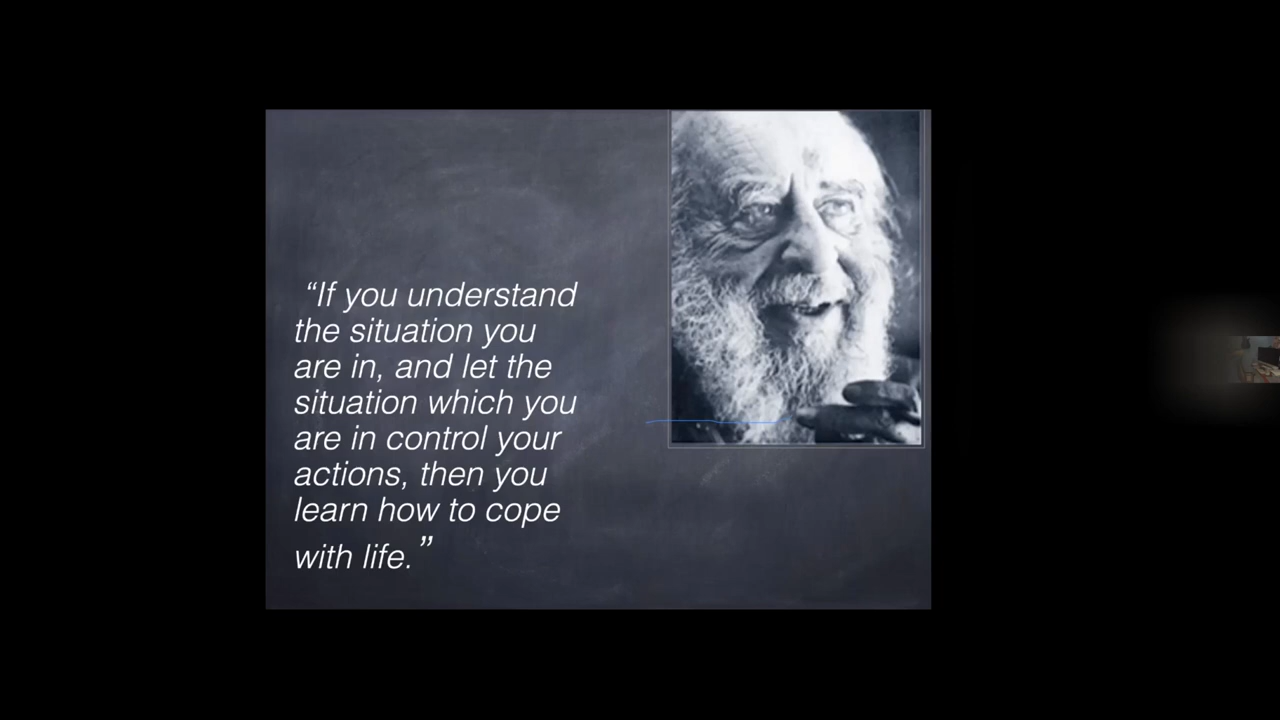 “If you understand
the situation you
are in, and let the
situation which you
are in control your
actions, then you
learn how to cope
with life.”